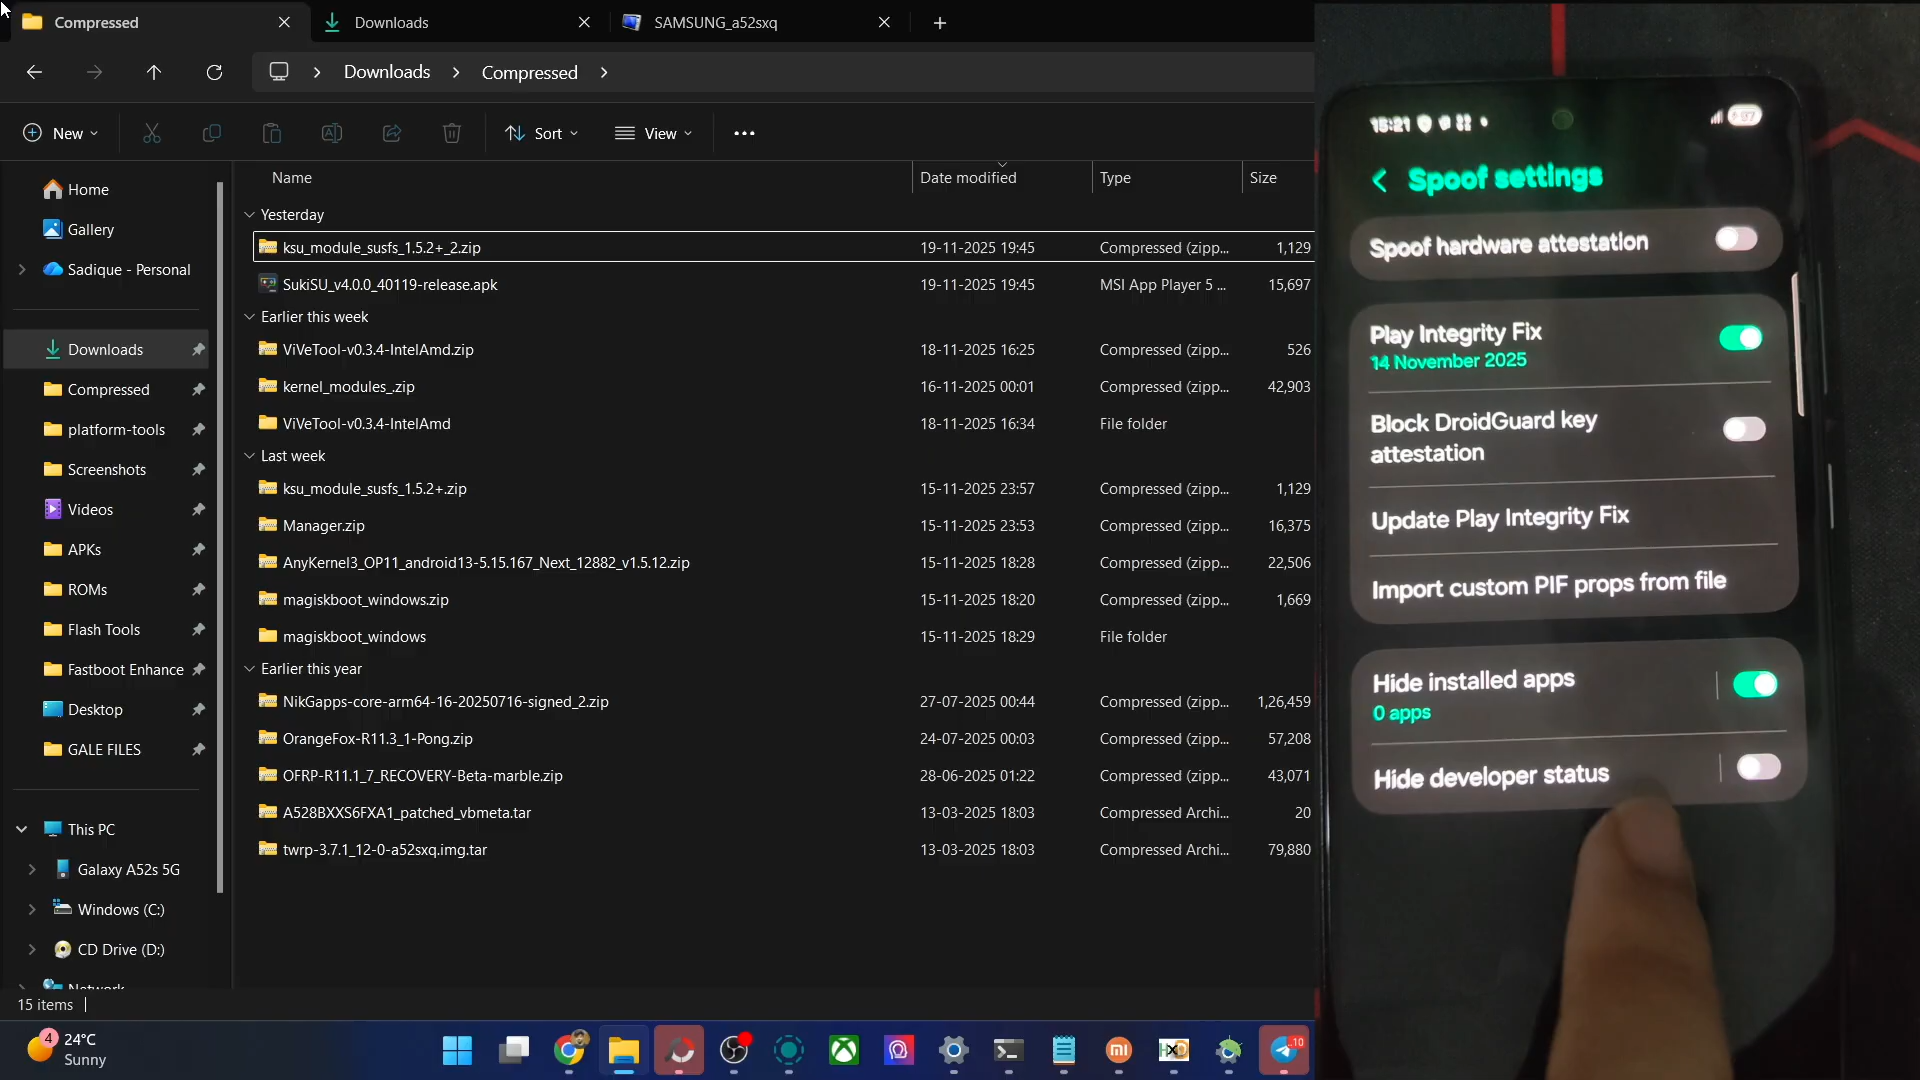 Compressed
Downloads
SAMSUNG_a52sxq
Downloads
Compressed
New
Sort
View
Name
Date modified
Type
Size
Home
Gallery
Sadique - Personal
Downloads
Compressed
platform-tools
Screenshots
Videos
APKs
ROMs
Flash Tools
Fastboot Enhance
Desktop
GALE FILES
This PC
Galaxy A52s 5G
Windows (C:)
CD Drive (D:)
Network
Yesterday
ksu_module_susfs_1.5.2+_2.zip 19-11-2025 19:45 Compressed (zipp... 1,129
SukiSU_v4.0.0_40119-release.apk 19-11-2025 19:45 MSI App Player 5 ... 15,697
Earlier this week
ViVeTool-v0.3.4-IntelAmd.zip 18-11-2025 16:25 Compressed (zipp... 526
kernel_modules_.zip 16-11-2025 00:01 Compressed (zipp... 42,903
ViVeTool-v0.3.4-IntelAmd 18-11-2025 16:34 File folder
Last week
ksu_module_susfs_1.5.2+.zip 15-11-2025 23:57 Compressed (zipp... 1,129
Manager.zip 15-11-2025 23:53 Compressed (zipp... 16,375
AnyKernel3_OP11_android13-5.15.167_Next_12882_v1.5.12.zip 15-11-2025 18:28 Compressed (zipp... 22,506
magiskboot_windows.zip 15-11-2025 18:20 Compressed (zipp... 1,669
magiskboot_windows 15-11-2025 18:29 File folder
Earlier this year
NikGapps-core-arm64-16-20250716-signed_2.zip 27-07-2025 00:44 Compressed (zipp... 1,26,459
OrangeFox-R11.3_1-Pong.zip 24-07-2025 00:03 Compressed (zipp... 57,208
OFRP-R11.1_7_RECOVERY-Beta-marble.zip 28-06-2025 01:22 Compressed (zipp... 43,071
A528BXXS6FXA1_patched_vbmeta.tar 13-03-2025 18:03 Compressed Archi... 20
twrp-3.7.1_12-0-a52sxq.img.tar 13-03-2025 18:03 Compressed Archi... 79,880
15 items
4
24°C
Sunny
10
15:21
97
Spoof settings
Spoof hardware attestation
Play Integrity Fix
14 November 2025
Block DroidGuard key
attestation
Update Play Integrity Fix
Import custom PIF props from file
Hide installed apps
0 apps
Hide developer status